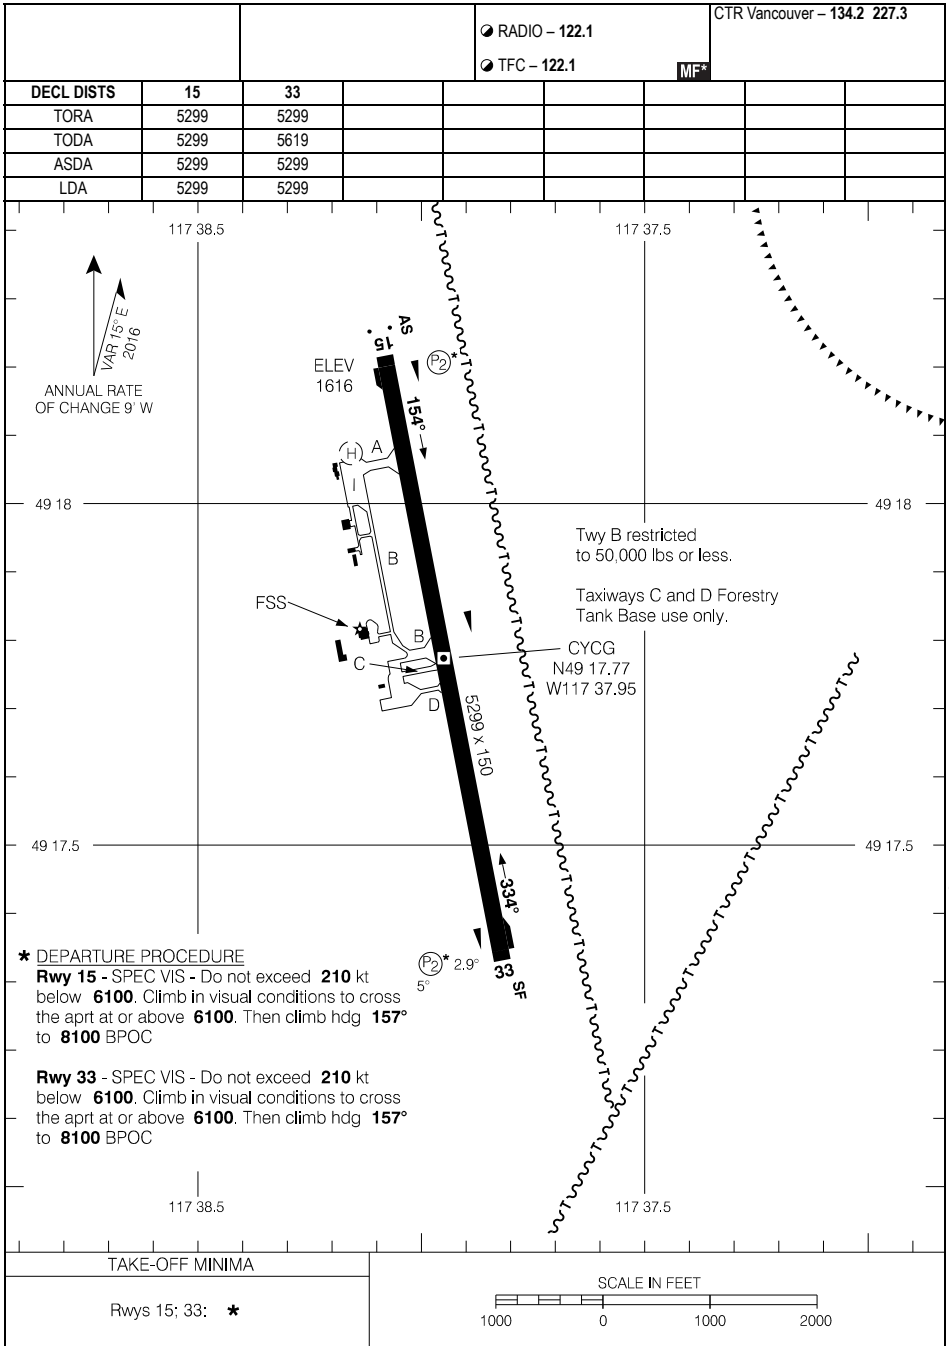 CTR Vancouver – 134.2 227.3
RADIO – 122.1
TFC – 122.1
MF*
DECL DISTS 15 33
TORA 5299 5299
TODA 5299 5619
ASDA 5299 5299
LDA 5299 5299
117 38.5 117 37.5
VAR 15° E
2016
ANNUAL RATE
OF CHANGE 9' W
AS
15
ELEV
1616
P2 *
154°
H
A
I
49 18 49 18
Twy B restricted
to 50,000 lbs or less.
B
Taxiways C and D Forestry
Tank Base use only.
FSS
B
C
CYCG
N49 17.77
W117 37.95
D
5299 x 150
49 17.5 49 17.5
334°
P2 * 2.9°
5°
33
SF
* DEPARTURE PROCEDURE
Rwy 15 - SPEC VIS - Do not exceed 210 kt
below 6100. Climb in visual conditions to cross
the aprt at or above 6100. Then climb hdg 157°
to 8100 BPOC
Rwy 33 - SPEC VIS - Do not exceed 210 kt
below 6100. Climb in visual conditions to cross
the aprt at or above 6100. Then climb hdg 157°
to 8100 BPOC
117 38.5 117 37.5
TAKE-OFF MINIMA
Rwys 15; 33: *
SCALE IN FEET
1000 0 1000 2000